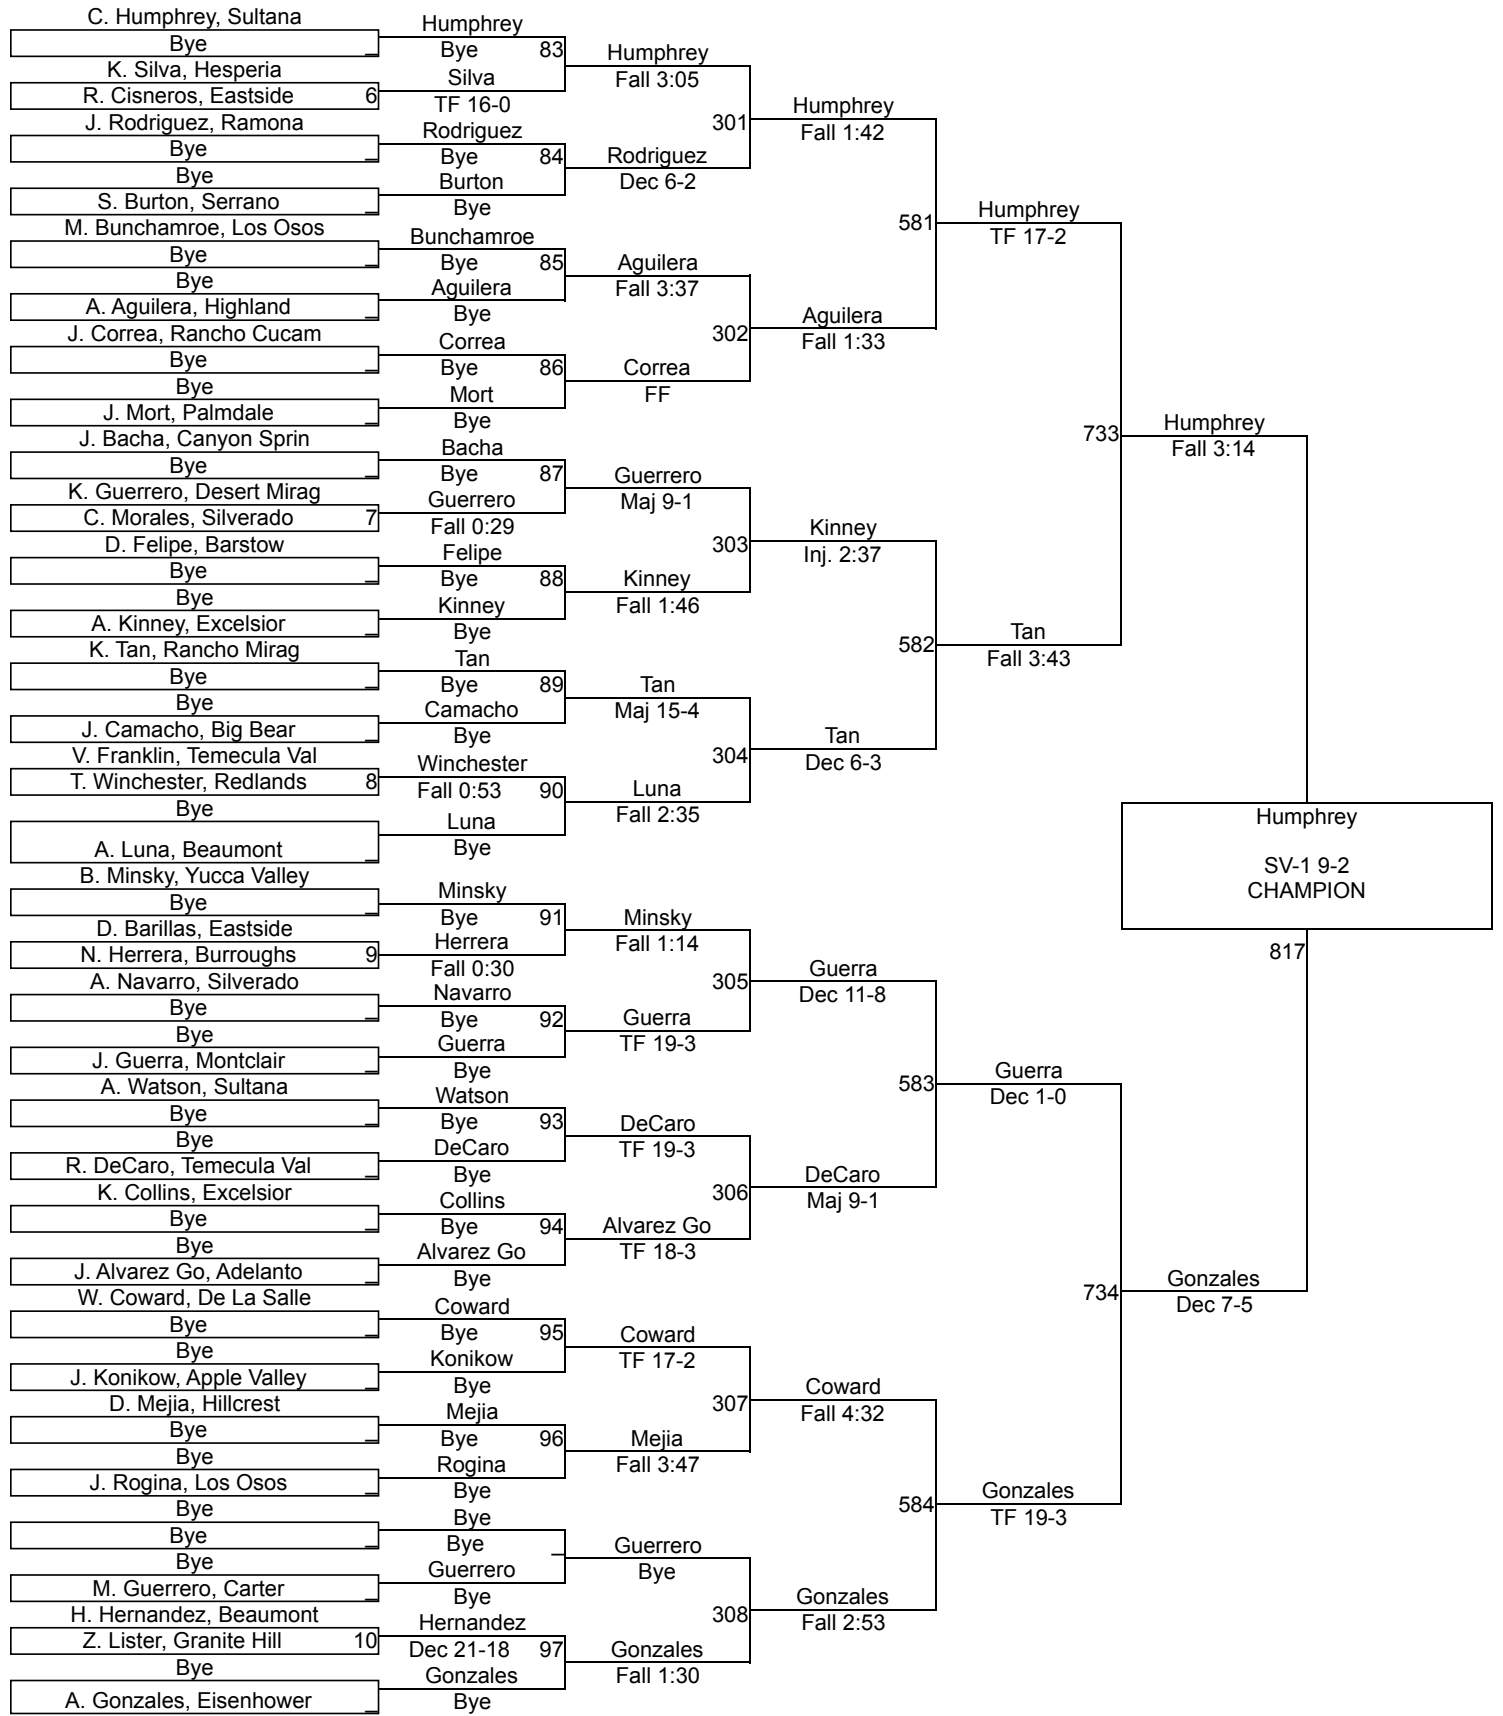 C. Humphrey, Sultana
Bye
K. Silva, Hesperia
R. Cisneros, Eastside 6
J. Rodriguez, Ramona
Bye
Bye
S. Burton, Serrano
M. Bunchamroe, Los Osos
Bye
Bye
A. Aguilera, Highland
J. Correa, Rancho Cucam
Bye
Bye
J. Mort, Palmdale
J. Bacha, Canyon Sprin
Bye
K. Guerrero, Desert Mirag
C. Morales, Silverado 7
D. Felipe, Barstow
Bye
Bye
A. Kinney, Excelsior
K. Tan, Rancho Mirag
Bye
Bye
J. Camacho, Big Bear
V. Franklin, Temecula Val
T. Winchester, Redlands 8
Bye
A. Luna, Beaumont
B. Minsky, Yucca Valley
Bye
D. Barillas, Eastside
N. Herrera, Burroughs 9
A. Navarro, Silverado
Bye
Bye
J. Guerra, Montclair
A. Watson, Sultana
Bye
Bye
R. DeCaro, Temecula Val
K. Collins, Excelsior
Bye
Bye
J. Alvarez Go, Adelanto
W. Coward, De La Salle
Bye
Bye
J. Konikow, Apple Valley
D. Mejia, Hillcrest
Bye
Bye
J. Rogina, Los Osos
Bye
Bye
Bye
M. Guerrero, Carter
H. Hernandez, Beaumont
Z. Lister, Granite Hill 10
Bye
A. Gonzales, Eisenhower
Humphrey
Bye 83
Silva
TF 16-0
Rodriguez
Bye 84
Burton
Bye
Bunchamroe
Bye 85
Aguilera
Bye
Correa
Bye 86
Mort
Bye
Bacha
Bye 87
Guerrero
Fall 0:29
Felipe
Bye 88
Kinney
Bye
Tan
Bye 89
Camacho
Bye
Winchester
Fall 0:53 90
Luna
Bye
Minsky
Bye 91
Herrera
Fall 0:30
Navarro
Bye 92
Guerra
Bye
Watson
Bye 93
DeCaro
Bye
Collins
Bye 94
Alvarez Go
Bye
Coward
Bye 95
Konikow
Bye
Mejia
Bye 96
Rogina
Bye
Bye
Bye
Guerrero
Bye
Hernandez
Dec 21-18 97
Gonzales
Bye
Humphrey
Fall 3:05
301
Rodriguez
Dec 6-2
Aguilera
Fall 3:37
302
Correa
FF
Guerrero
Maj 9-1
303
Kinney
Fall 1:46
Tan
Maj 15-4
304
Luna
Fall 2:35
Minsky
Fall 1:14
305
Guerra
TF 19-3
DeCaro
TF 19-3
306
Alvarez Go
TF 18-3
Coward
TF 17-2
307
Mejia
Fall 3:47
Guerrero
Bye
308
Gonzales
Fall 1:30
Humphrey
Fall 1:42
581
Aguilera
Fall 1:33
Kinney
Inj. 2:37
582
Tan
Dec 6-3
Guerra
Dec 11-8
583
DeCaro
Maj 9-1
Coward
Fall 4:32
584
Gonzales
Fall 2:53
Humphrey
TF 17-2
733
Tan
Fall 3:43
Guerra
Dec 1-0
734
Gonzales
TF 19-3
Humphrey
Fall 3:14
Humphrey
SV-1 9-2
CHAMPION
817
Gonzales
Dec 7-5